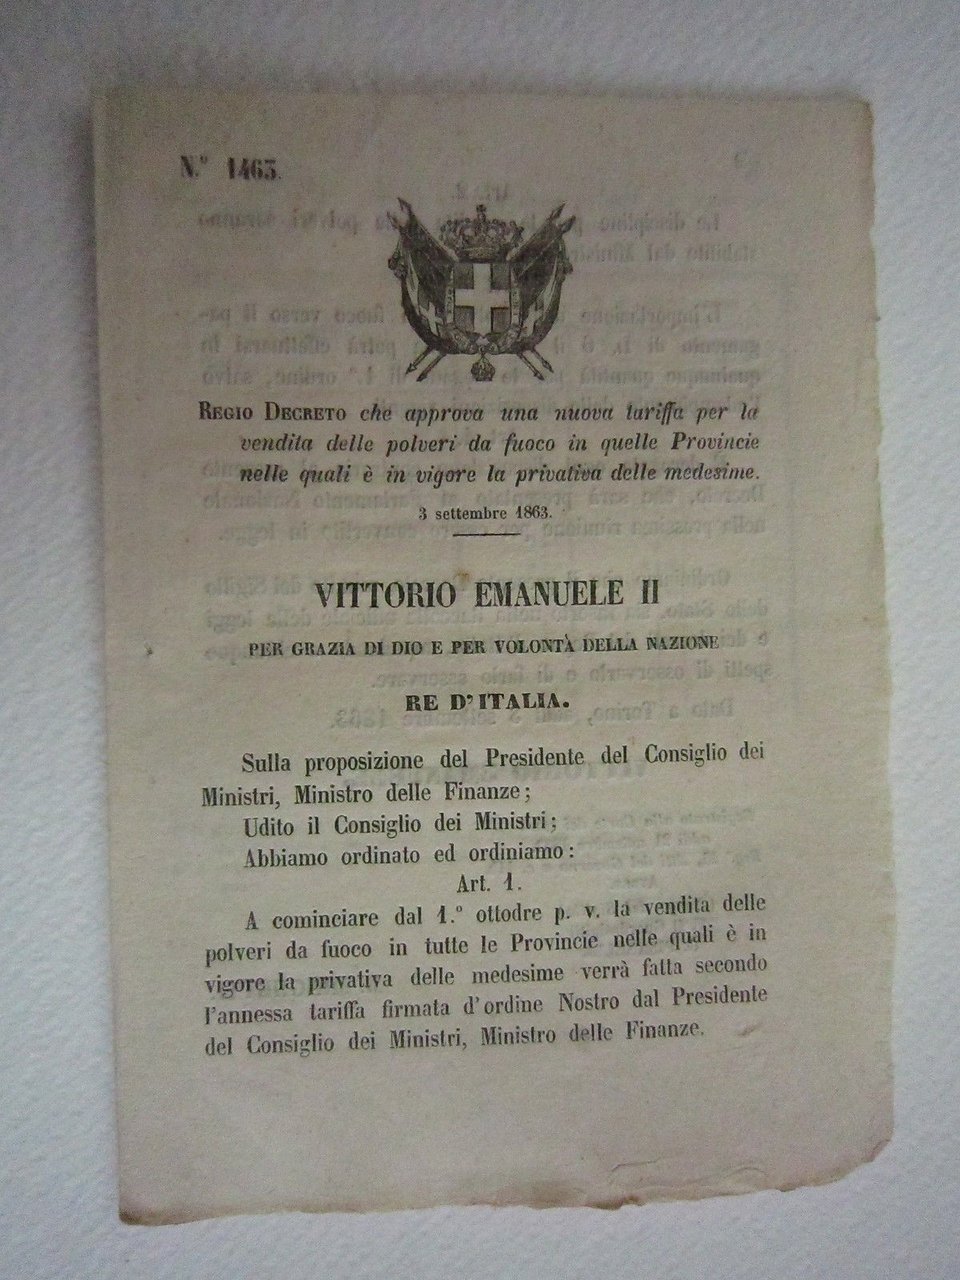 N.° 1463.
REGIO DECRETO che approva una nuova tariffa per la
vendita delle polveri da fuoco in quelle Provincie
nelle quali è in vigore la privativa delle medesime.
3 settembre 1863.
VITTORIO EMANUELE II
PER GRAZIA DI DIO E PER VOLONTÀ DELLA NAZIONE
RE D'ITALIA.
Sulla proposizione del Presidente del Consiglio dei
Ministri, Ministro delle Finanze;
Udito il Consiglio dei Ministri;
Abbiamo ordinato ed ordiniamo:
Art. 1.
A cominciare dal 1.° ottodre p. v. la vendita delle
polveri da fuoco in tutte le Provincie nelle quali è in
vigore la privativa delle medesime verrà fatta secondo
l'annessa tariffa firmata d'ordine Nostro dal Presidente
del Consiglio dei Ministri, Ministro delle Finanze.